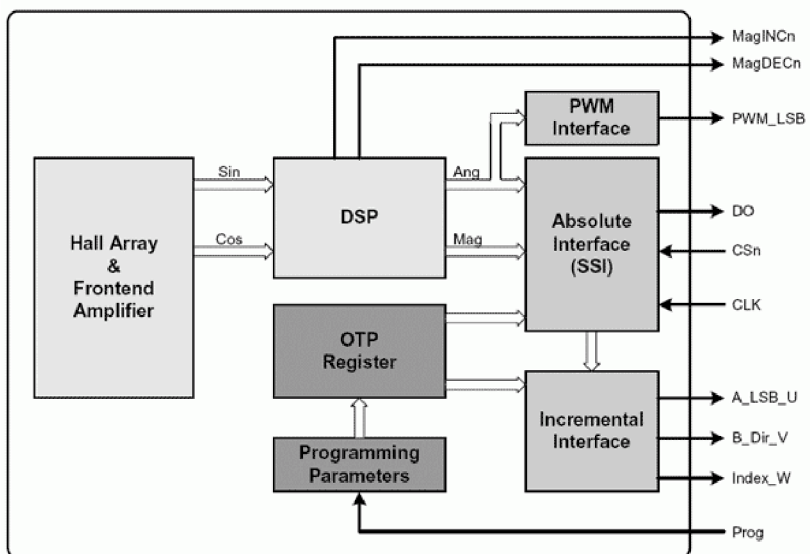 MagINCn
MagDECn
PWM
Interface
PWM_LSB
Sin
Ang
Hall Array
&
Frontend
Amplifier
DSP
Cos
Mag
Absolute
Interface
(SSI)
DO
CSn
CLK
OTP
Register
Incremental
Interface
A_LSB_U
B_Dir_V
Index_W
Programming
Parameters
Prog